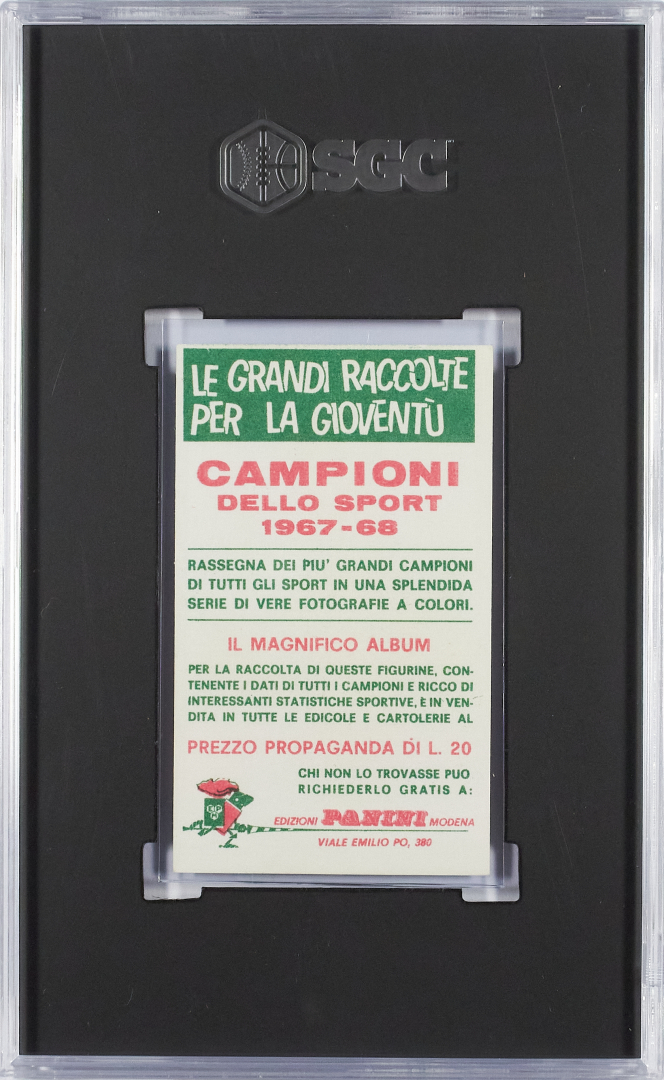 SGC
LE GRANDI RACCOLTE
PER LA GIOVENTÙ
CAMPIONI
DELLO SPORT
1967-68
RASSEGNA DEI PIU' GRANDI CAMPIONI
DI TUTTI GLI SPORT IN UNA SPLENDIDA
SERIE DI VERE FOTOGRAFIE A COLORI.
IL MAGNIFICO ALBUM
PER LA RACCOLTA DI QUESTE FIGURINE, CON-
TENENTE I DATI DI TUTTI I CAMPIONI E RICCO DI
INTERESSANTI STATISTICHE SPORTIVE, È IN VEN-
DITA IN TUTTE LE EDICOLE E CARTOLERIE AL
PREZZO PROPAGANDA DI L. 20
CHI NON LO TROVASSE PUO
RICHIEDERLO GRATIS A:
EDIZIONI PANINI MODENA
VIALE EMILIO PO, 380